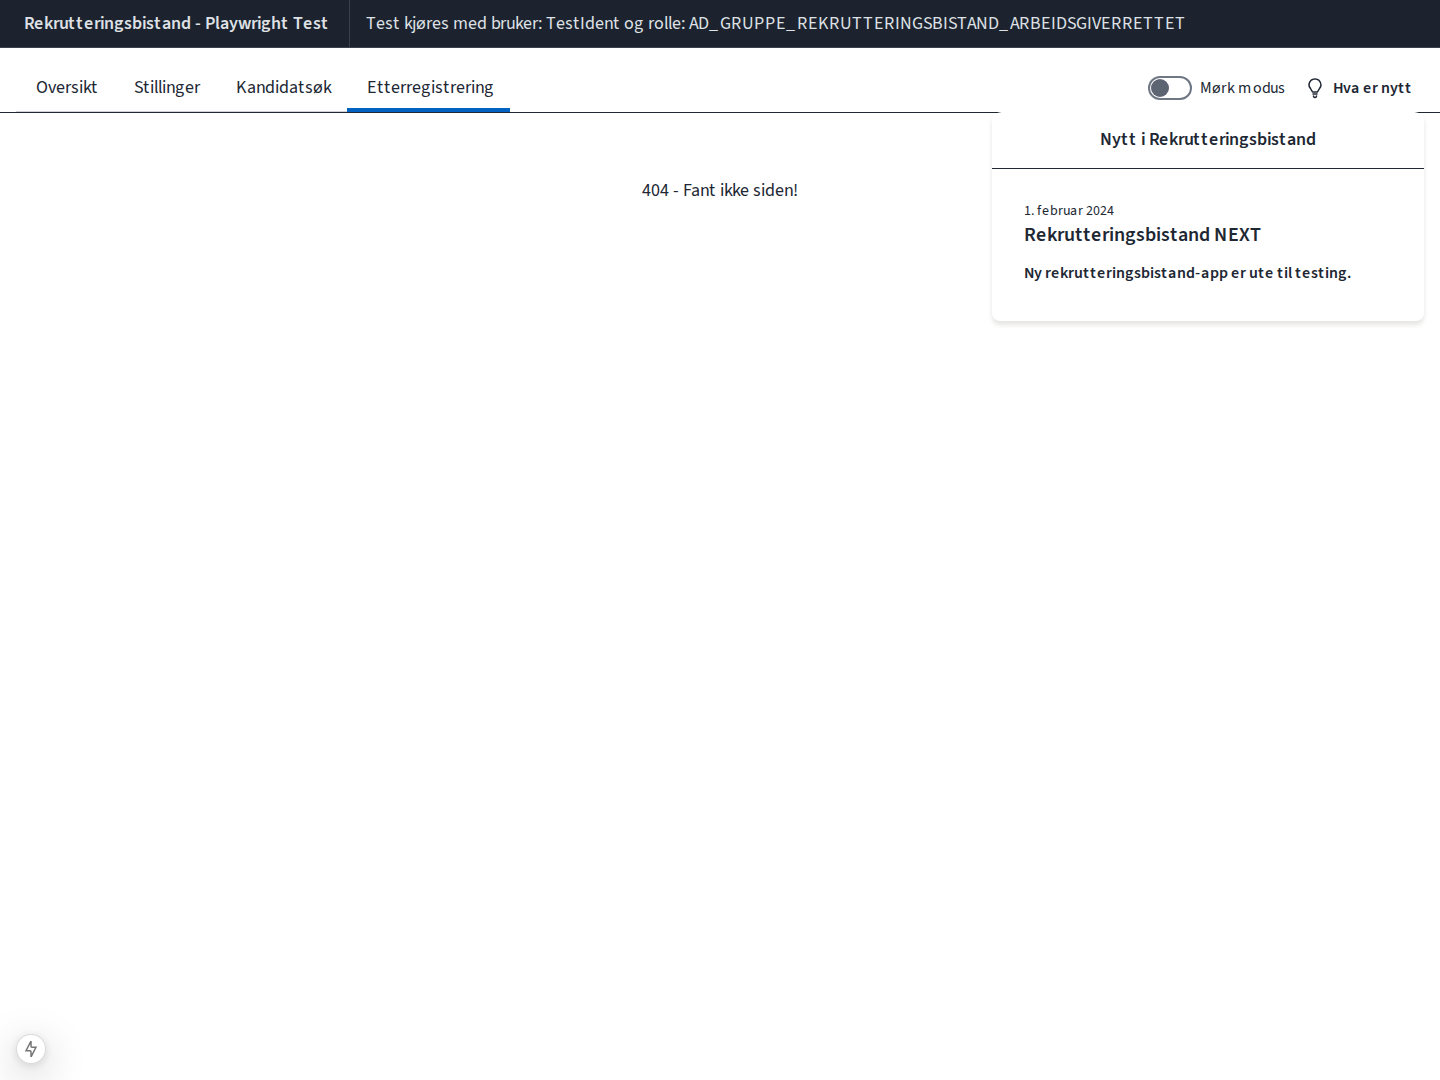 Rekrutteringsbistand - Playwright Test
Test kjøres med bruker: TestIdent og rolle: AD_GRUPPE_REKRUTTERINGSBISTAND_ARBEIDSGIVERRETTET
Oversikt
Stillinger
Kandidatsøk
Etterregistrering
Mørk modus
Hva er nytt
Nytt i Rekrutteringsbistand
404 - Fant ikke siden!
1. februar 2024
Rekrutteringsbistand NEXT
Ny rekrutteringsbistand-app er ute til testing.